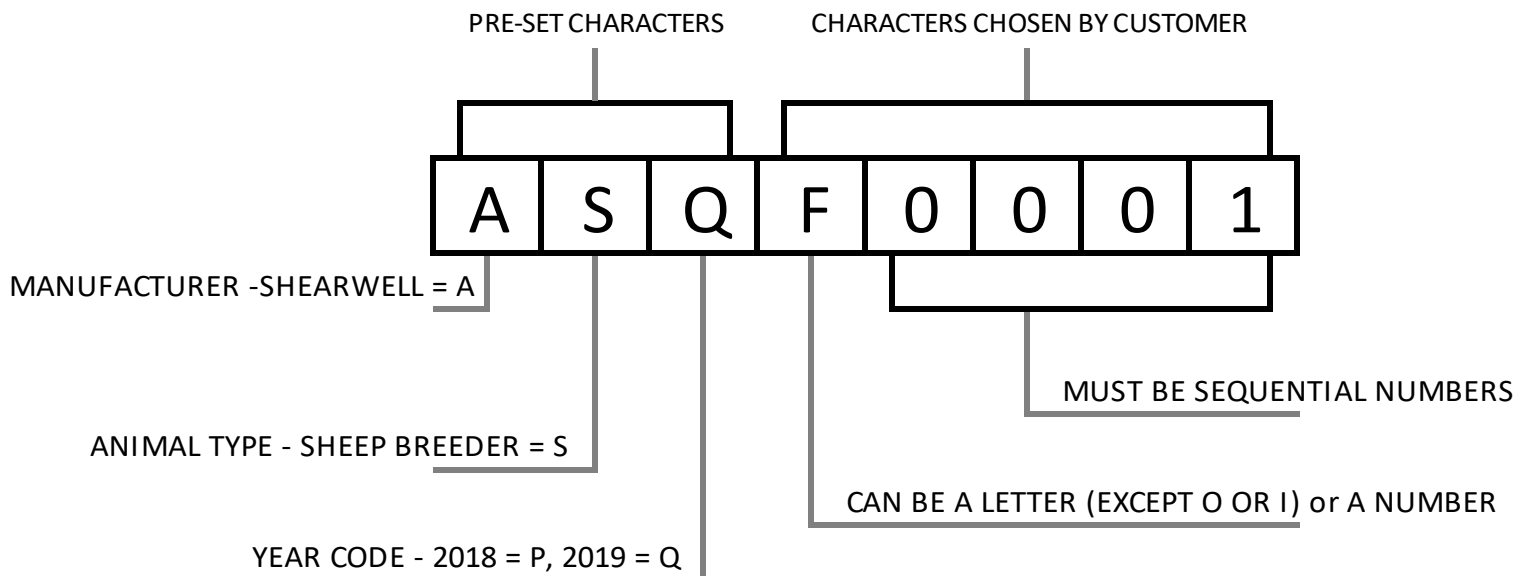 PRE-SET CHARACTERS
CHARACTERS CHOSEN BY CUSTOMER
A S Q F 0 0 0 1
MANUFACTURER -SHEARWELL = A
MUST BE SEQUENTIAL NUMBERS
ANIMAL TYPE - SHEEP BREEDER = S
CAN BE A LETTER (EXCEPT O OR I) or A NUMBER
YEAR CODE - 2018 = P, 2019 = Q